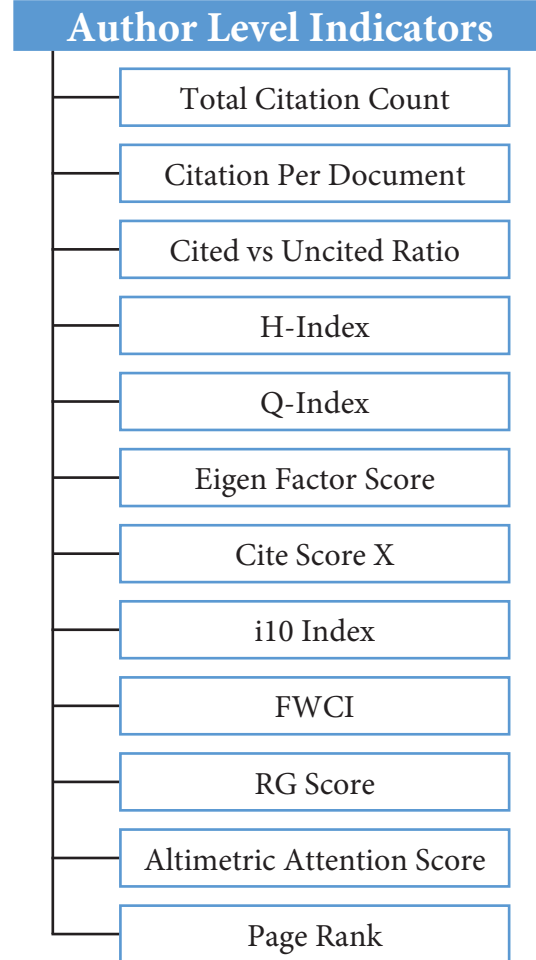 Author Level Indicators
Total Citation Count
Citation Per Document
Cited vs Uncited Ratio
H-Index
Q-Index
Eigen Factor Score
Cite Score X
i10 Index
FWCI
RG Score
Altimetric Attention Score
Page Rank